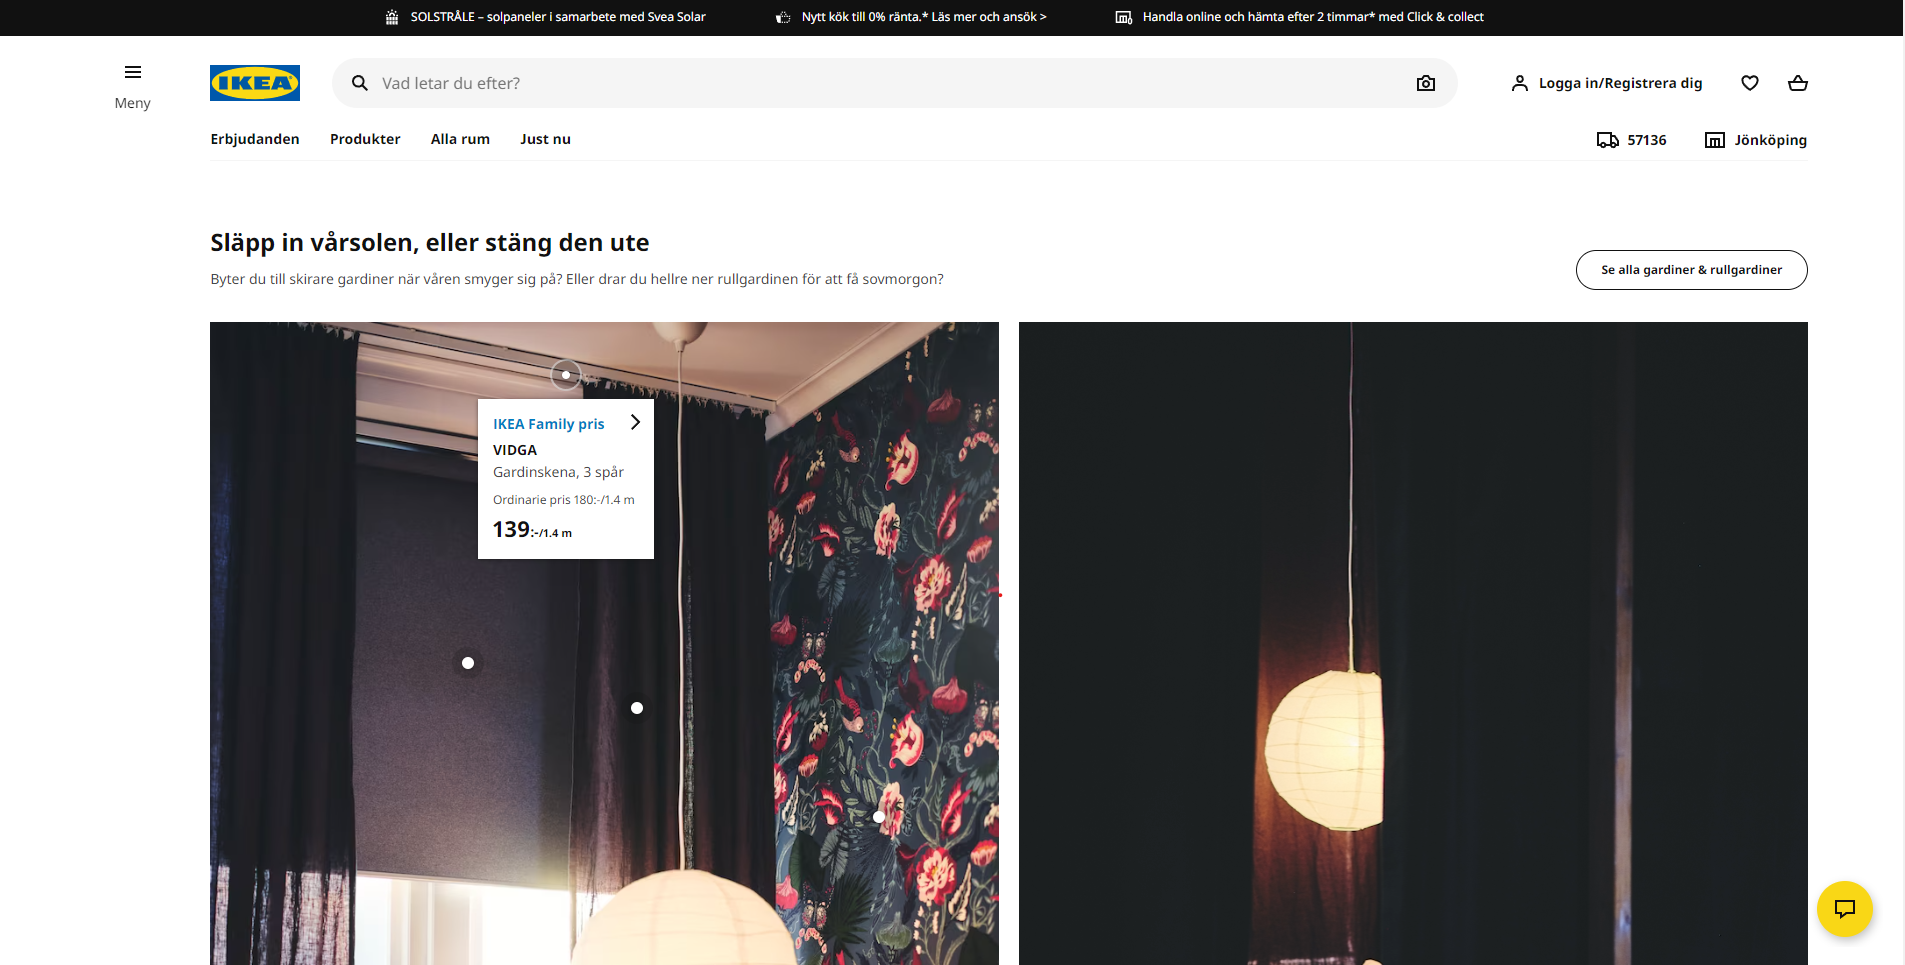 SOLSTRÅLE – solpaneler i samarbete med Svea Solar
Nytt kök till 0% ränta.* Läs mer och ansök >
Handla online och hämta efter 2 timmar* med Click & collect
Meny
IKEA
Vad letar du efter?
Logga in/Registrera dig
Erbjudanden
Produkter
Alla rum
Just nu
57136
Jönköping
Släpp in vårsolen, eller stäng den ute
Byter du till skirare gardiner när våren smyger sig på? Eller drar du hellre ner rullgardinen för att få sovmorgon?
Se alla gardiner & rullgardiner
IKEA Family pris
VIDGA
Gardinskena, 3 spår
Ordinarie pris 180:-/1.4 m
139:-/1.4 m